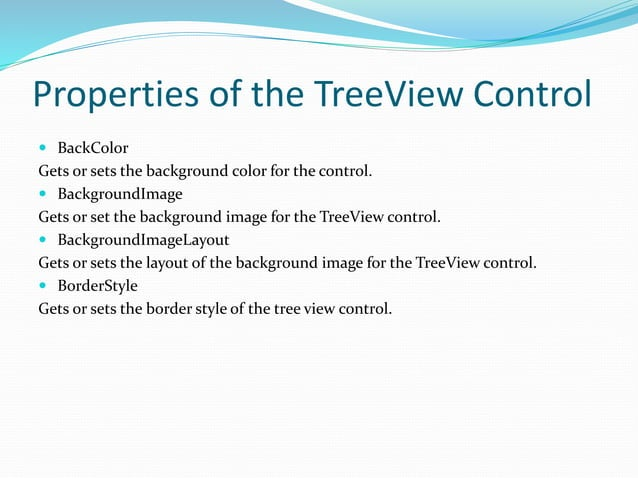 Properties of the TreeView Control
• BackColor
Gets or sets the background color for the control.
• BackgroundImage
Gets or set the background image for the TreeView control.
• BackgroundImageLayout
Gets or sets the layout of the background image for the TreeView control.
• BorderStyle
Gets or sets the border style of the tree view control.